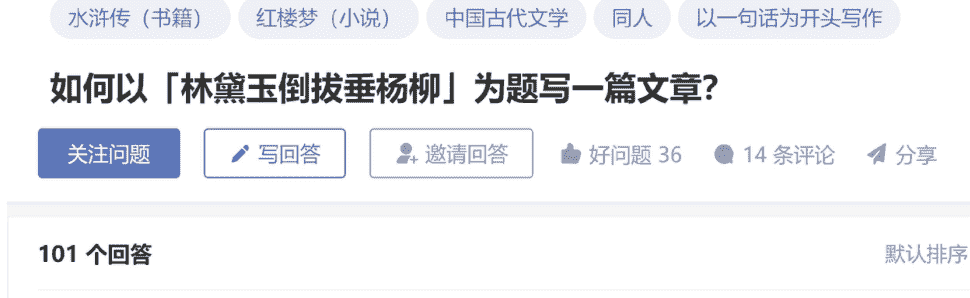 水浒传（书籍） 红楼梦（小说） 中国古代文学 同人 以一句话为开头写作
如何以「林黛玉倒拔垂杨柳」为题写一篇文章?
关注问题 写回答 邀请回答 好问题 36 14 条评论 分享
101 个回答 默认排序